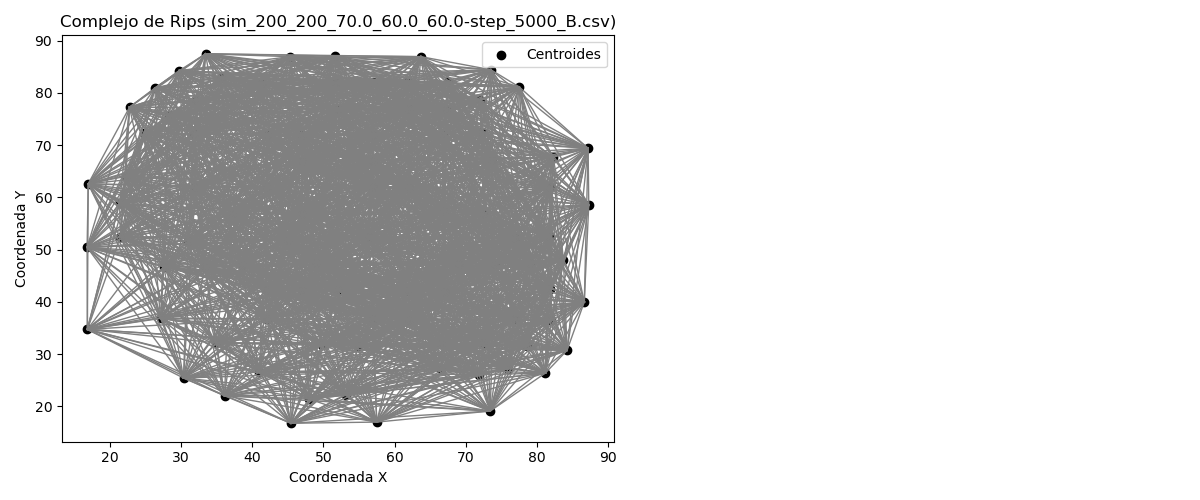 Complejo de Rips (sim_200_200_70.0_60.0_60.0-step_5000_B.csv)
Centroides
90
80
70
60
50
40
30
20
Coordenada Y
20 30 40 50 60 70 80 90
Coordenada X